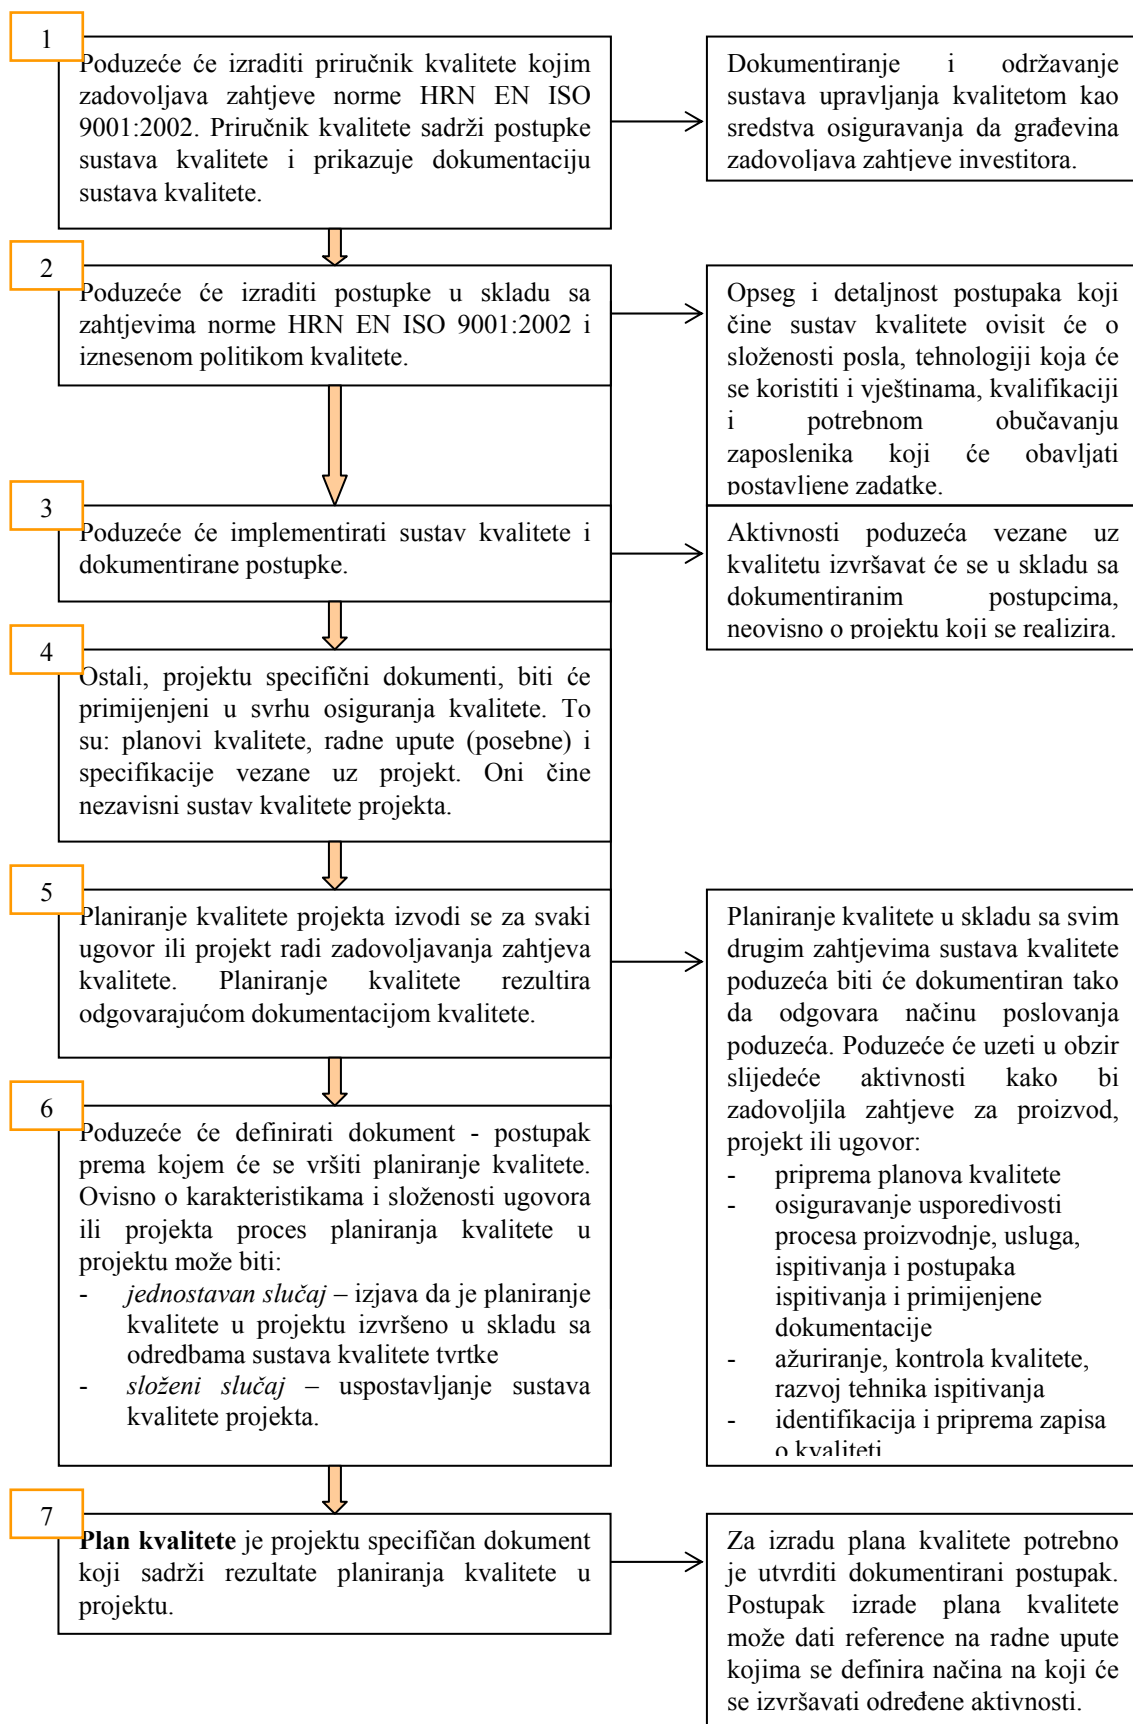 1
Poduzeće će izraditi priručnik kvalitete kojim
zadovoljava zahtjeve norme HRN EN ISO
9001:2002. Priručnik kvalitete sadrži postupke
sustava kvalitete i prikazuje dokumentaciju
sustava kvalitete.
Dokumentiranje i održavanje
sustava upravljanja kvalitetom kao
sredstva osiguravanja da građevina
zadovoljava zahtjeve investitora.
2
Poduzeće će izraditi postupke u skladu sa
zahtjevima norme HRN EN ISO 9001:2002 i
iznesenom politikom kvalitete.
Opseg i detaljnost postupaka koji
čine sustav kvalitete ovisit će o
složenosti posla, tehnologiji koja će
se koristiti i vještinama, kvalifikaciji
i potrebnom obučavanju
zaposlenika koji će obavljati
postavljene zadatke.
3
Poduzeće će implementirati sustav kvalitete i
dokumentirane postupke.
Aktivnosti poduzeća vezane uz
kvalitetu izvršavat će se u skladu sa
dokumentiranim postupcima,
neovisno o projektu koji se realizira.
4
Ostali, projektu specifični dokumenti, biti će
primijenjeni u svrhu osiguranja kvalitete. To
su: planovi kvalitete, radne upute (posebne) i
specifikacije vezane uz projekt. Oni čine
nezavisni sustav kvalitete projekta.
5
Planiranje kvalitete projekta izvodi se za svaki
ugovor ili projekt radi zadovoljavanja zahtjeva
kvalitete. Planiranje kvalitete rezultira
odgovarajućom dokumentacijom kvalitete.
Planiranje kvalitete u skladu sa svim
drugim zahtjevima sustava kvalitete
poduzeća biti će dokumentiran tako
da odgovara načinu poslovanja
poduzeća. Poduzeće će uzeti u obzir
slijedeće aktivnosti kako bi
zadovoljila zahtjeve za proizvod,
projekt ili ugovor:
- priprema planova kvalitete
- osiguravanje usporedivosti
procesa proizvodnje, usluga,
ispitivanja i postupaka
ispitivanja i primijenjene
dokumentacije
- ažuriranje, kontrola kvalitete,
razvoj tehnika ispitivanja
- identifikacija i priprema zapisa
o kvaliteti
6
Poduzeće će definirati dokument - postupak
prema kojem će se vršiti planiranje kvalitete.
Ovisno o karakteristikama i složenosti ugovora
ili projekta proces planiranja kvalitete u
projektu može biti:
- jednostavan slučaj – izjava da je planiranje
kvalitete u projektu izvršeno u skladu sa
odredbama sustava kvalitete tvrtke
- složeni slučaj – uspostavljanje sustava
kvalitete projekta.
7
Plan kvalitete je projektu specifičan dokument
koji sadrži rezultate planiranja kvalitete u
projektu.
Za izradu plana kvalitete potrebno
je utvrditi dokumentirani postupak.
Postupak izrade plana kvalitete
može dati reference na radne upute
kojima se definira načina na koji će
se izvršavati određene aktivnosti.